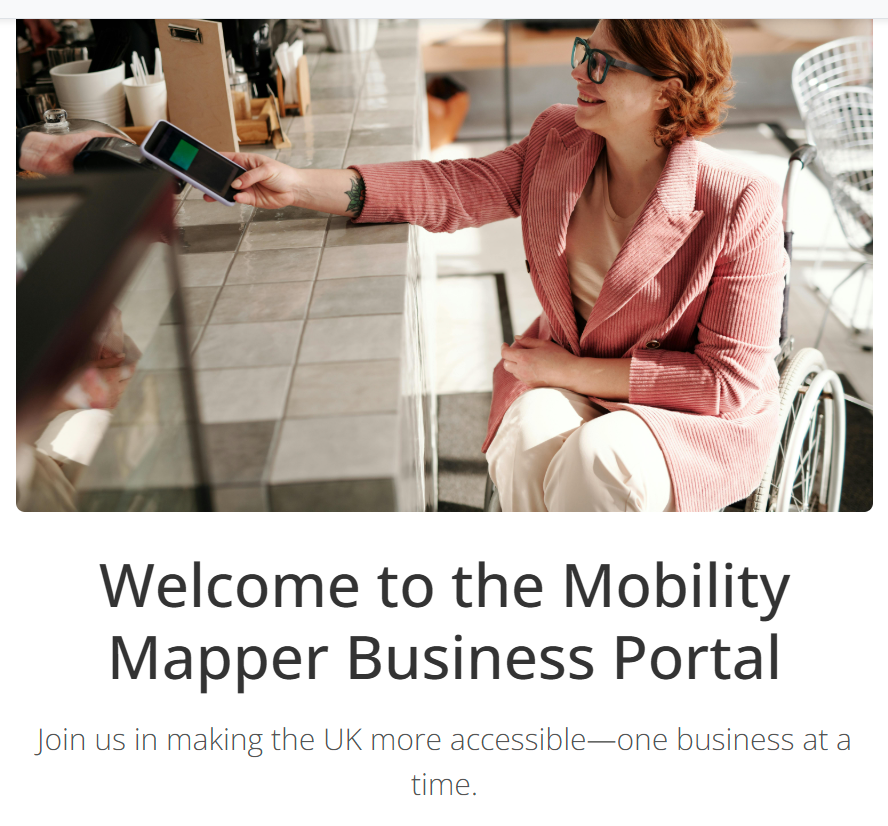 Welcome to the Mobility
Mapper Business Portal
Join us in making the UK more accessible—one business at a
time.